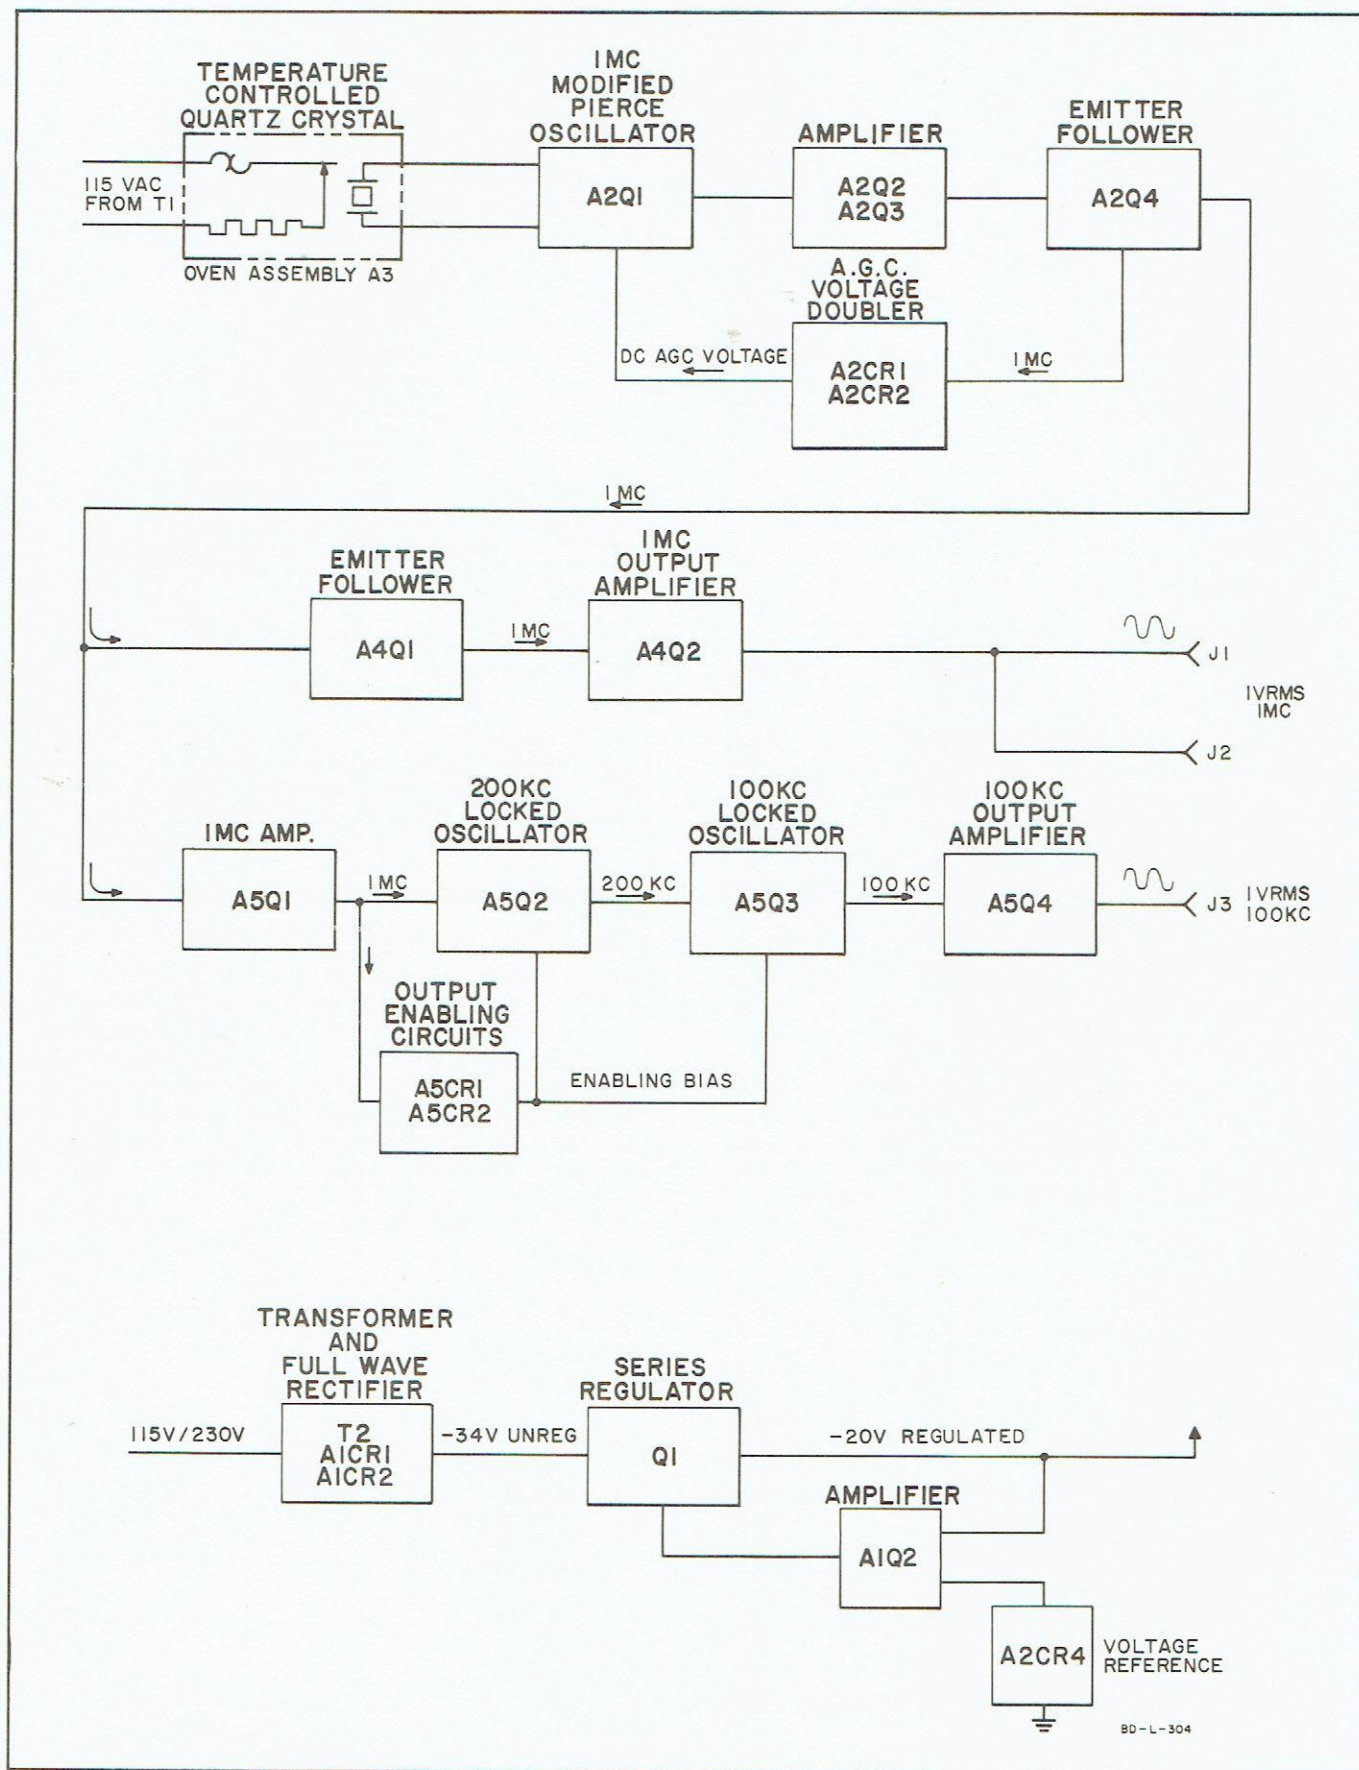 TEMPERATURE
CONTROLLED
QUARTZ CRYSTAL
115 VAC
FROM T1
OVEN ASSEMBLY A3
1MC
MODIFIED
PIERCE
OSCILLATOR
A2Q1
AMPLIFIER
A2Q2
A2Q3
EMITTER
FOLLOWER
A2Q4
A.G.C.
VOLTAGE
DOUBLER
A2CR1
A2CR2
DC AGC VOLTAGE
1MC
1MC
EMITTER
FOLLOWER
A4Q1
1MC
1MC
OUTPUT
AMPLIFIER
A4Q2
J1
1VRMS
1MC
J2
1MC AMP.
A5Q1
1MC
200KC
LOCKED
OSCILLATOR
A5Q2
200 KC
100KC
LOCKED
OSCILLATOR
A5Q3
100 KC
100KC
OUTPUT
AMPLIFIER
A5Q4
J3
1VRMS
100KC
OUTPUT
ENABLING
CIRCUITS
A5CR1
A5CR2
ENABLING BIAS
TRANSFORMER
AND
FULL WAVE
RECTIFIER
115V/230V
T2
A1CR1
A1CR2
-34V UNREG
SERIES
REGULATOR
Q1
-20V REGULATED
AMPLIFIER
A1Q2
A2CR4
VOLTAGE
REFERENCE
BD-L-304